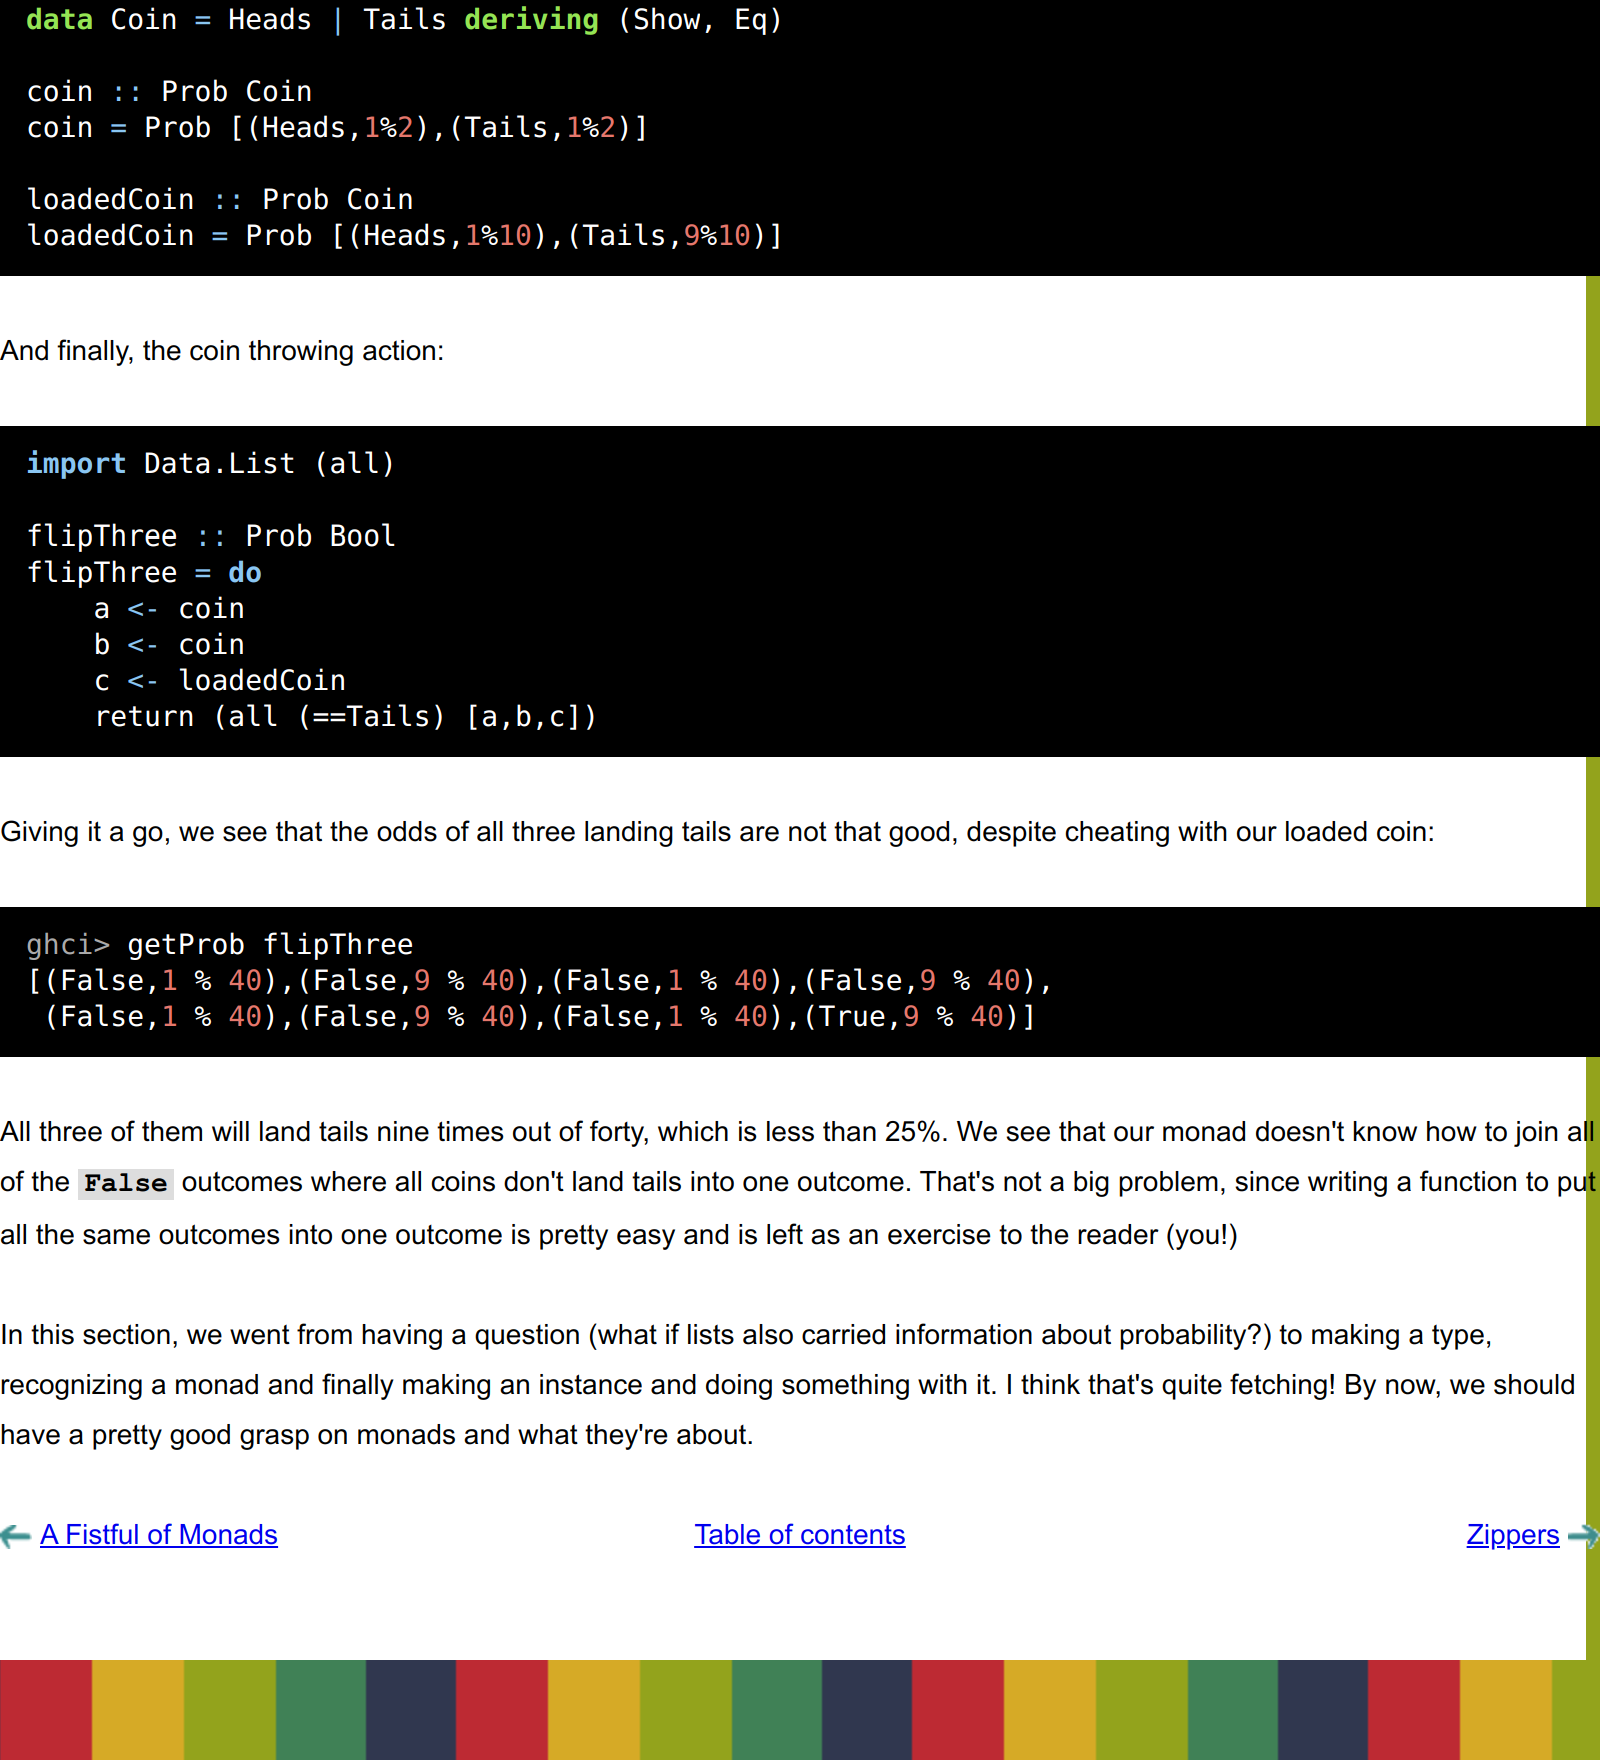 data Coin = Heads | Tails deriving (Show, Eq)
coin :: Prob Coin
coin = Prob [(Heads,1%2),(Tails,1%2)]
loadedCoin :: Prob Coin
loadedCoin = Prob [(Heads,1%10),(Tails,9%10)]
And finally, the coin throwing action:
import Data.List (all)
flipThree :: Prob Bool
flipThree = do
    a <- coin
    b <- coin
    c <- loadedCoin
    return (all (==Tails) [a,b,c])
Giving it a go, we see that the odds of all three landing tails are not that good, despite cheating with our loaded coin:
ghci> getProb flipThree
[(False,1 % 40),(False,9 % 40),(False,1 % 40),(False,9 % 40),
 (False,1 % 40),(False,9 % 40),(False,1 % 40),(True,9 % 40)]
All three of them will land tails nine times out of forty, which is less than 25%. We see that our monad doesn't know how to join all
of the False outcomes where all coins don't land tails into one outcome. That's not a big problem, since writing a function to put
all the same outcomes into one outcome is pretty easy and is left as an exercise to the reader (you!)
In this section, we went from having a question (what if lists also carried information about probability?) to making a type,
recognizing a monad and finally making an instance and doing something with it. I think that's quite fetching! By now, we should
have a pretty good grasp on monads and what they're about.
A Fistful of Monads Table of contents Zippers